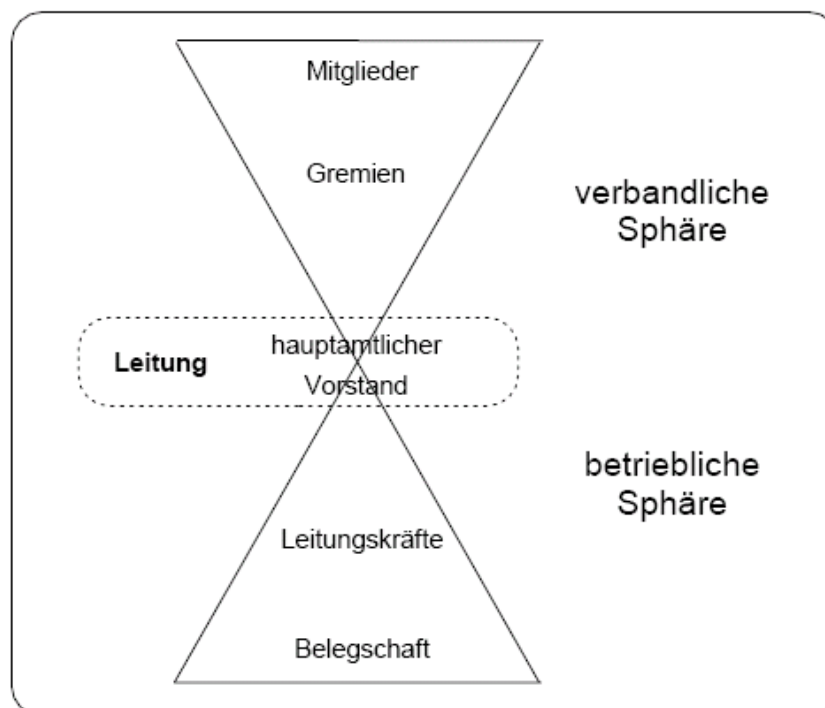 Mitglieder
Gremien
verbandliche
Sphäre
Leitung
hauptamtlicher
Vorstand
betriebliche
Sphäre
Leitungskräfte
Belegschaft